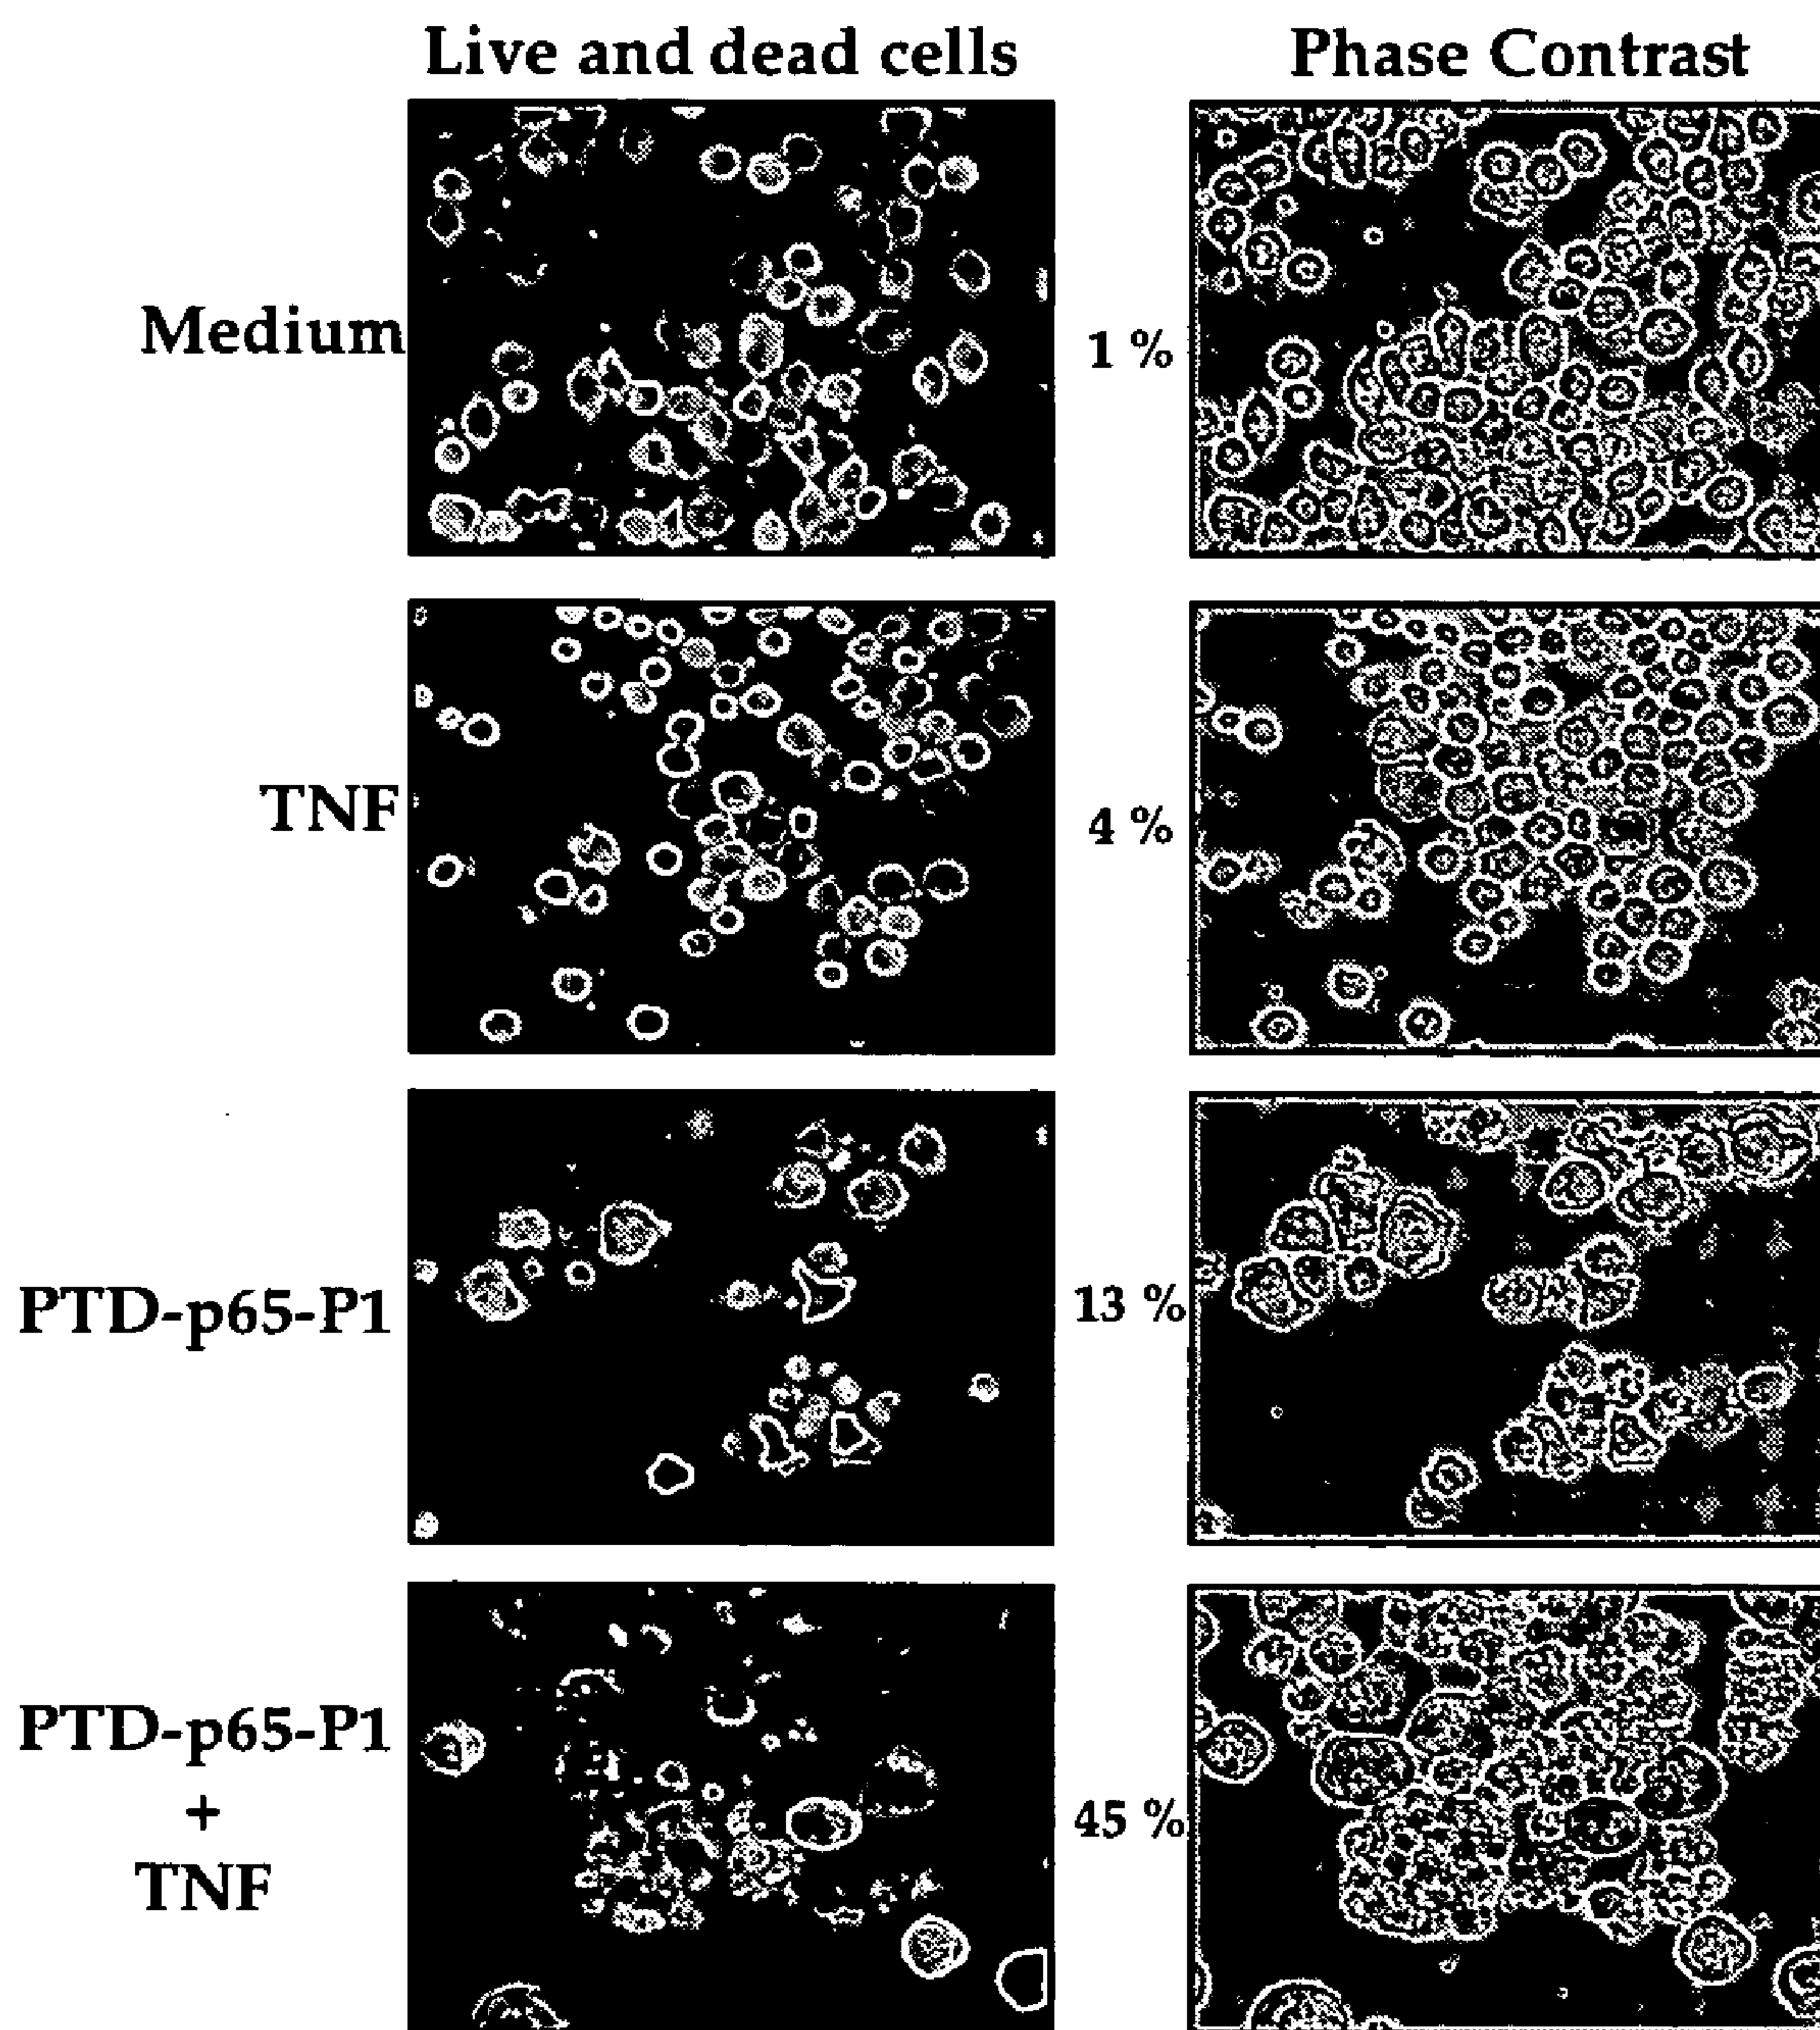 Live and dead cells
Phase Contrast
Medium
1 %
TNF
4 %
PTD-p65-P1
13 %
PTD-p65-P1
+
TNF
45 %